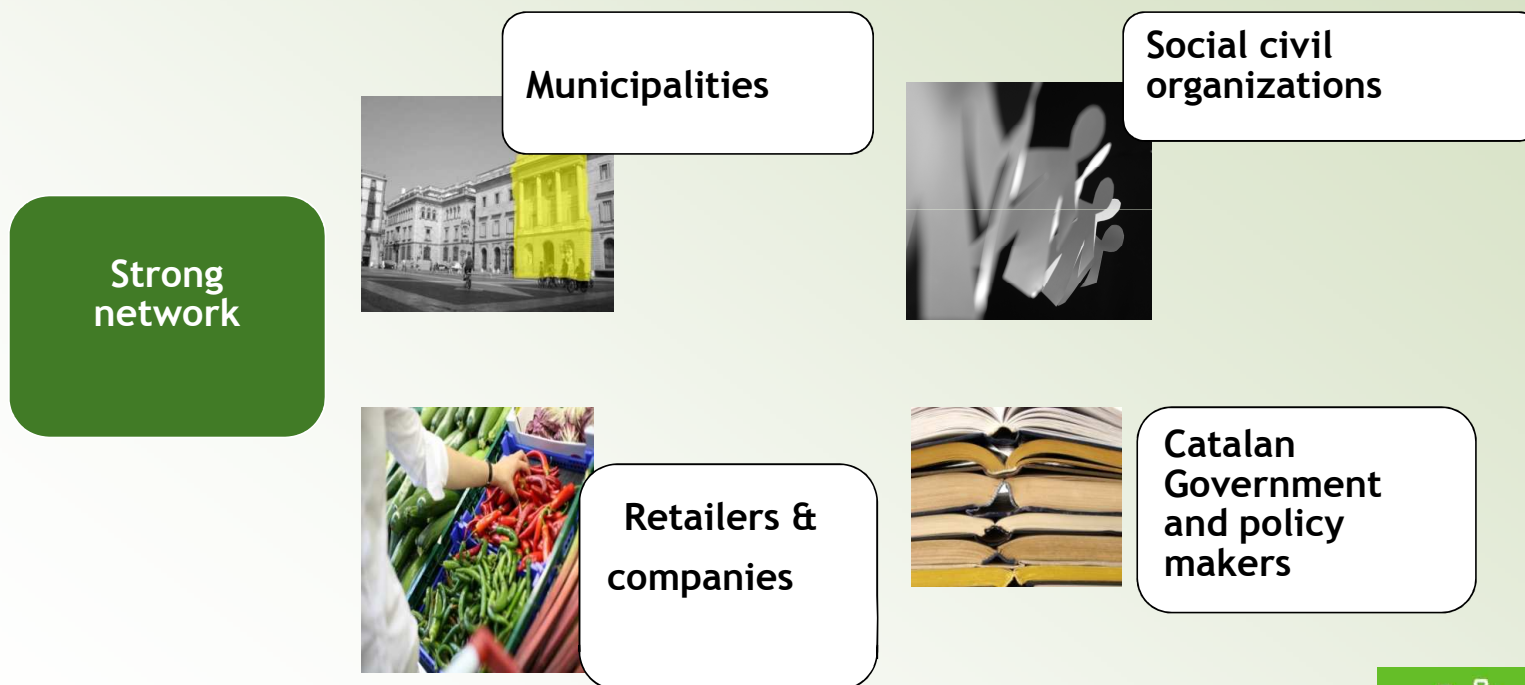 Municipalities
Social civil
organizations
Strong
network
Retailers &
companies
Catalan
Government
and policy
makers